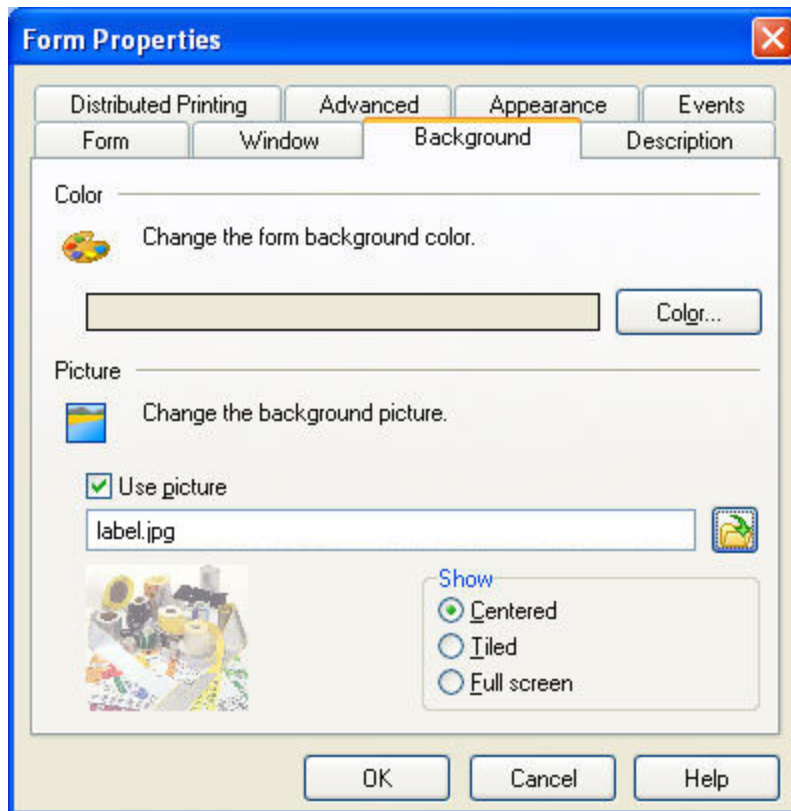 Form Properties
Distributed Printing Advanced Appearance Events
Form Window Background Description
Color
Change the form background color.
Color...
Picture
Change the background picture.
Use picture
label.jpg
Show
Centered
Tiled
Full screen
OK Cancel Help